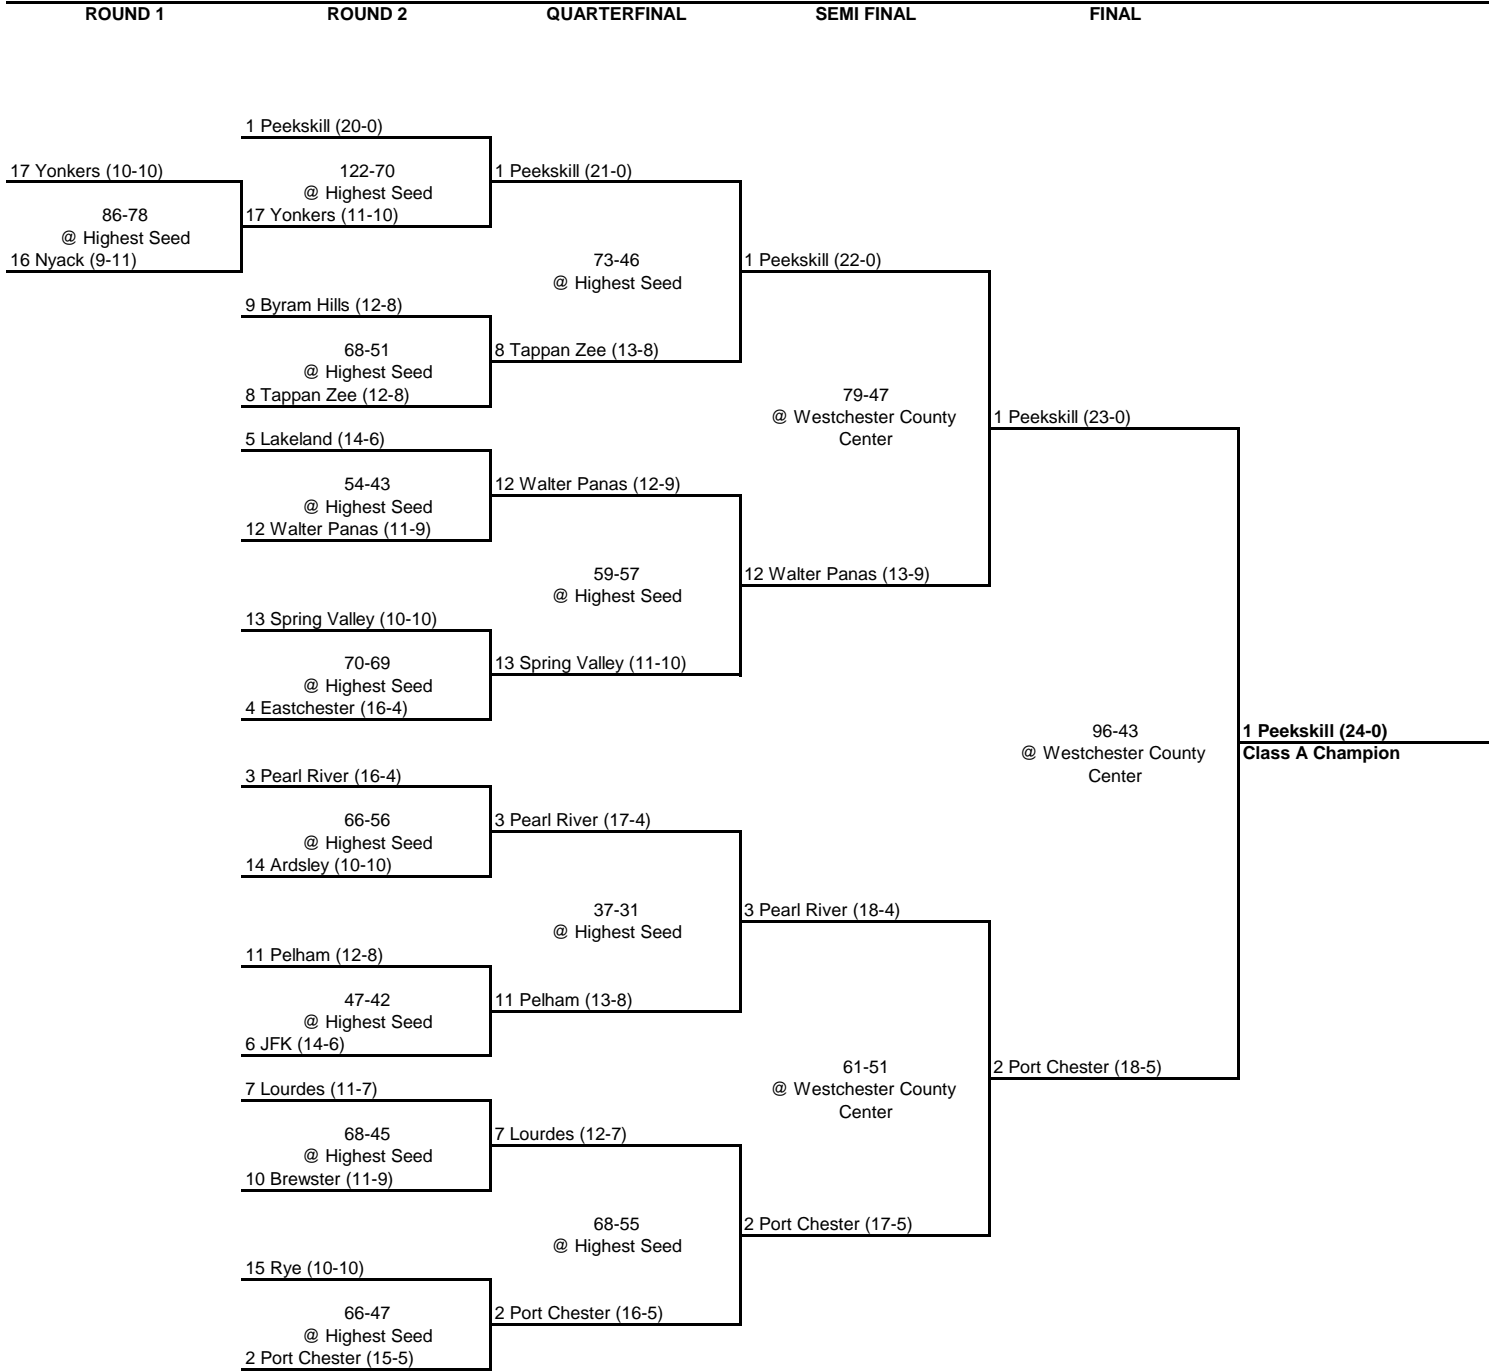 ROUND 1 ROUND 2 QUARTERFINAL SEMI FINAL FINAL
1 Peekskill (20-0)
17 Yonkers (10-10)
122-70
@ Highest Seed
1 Peekskill (21-0)
86-78
@ Highest Seed
17 Yonkers (11-10)
16 Nyack (9-11)
73-46
@ Highest Seed
1 Peekskill (22-0)
9 Byram Hills (12-8)
68-51
@ Highest Seed
8 Tappan Zee (13-8)
8 Tappan Zee (12-8)
79-47
@ Westchester County
Center
1 Peekskill (23-0)
5 Lakeland (14-6)
54-43
@ Highest Seed
12 Walter Panas (12-9)
12 Walter Panas (11-9)
59-57
@ Highest Seed
12 Walter Panas (13-9)
13 Spring Valley (10-10)
70-69
@ Highest Seed
13 Spring Valley (11-10)
4 Eastchester (16-4)
96-43
@ Westchester County
Center
1 Peekskill (24-0)
Class A Champion
3 Pearl River (16-4)
66-56
@ Highest Seed
3 Pearl River (17-4)
14 Ardsley (10-10)
37-31
@ Highest Seed
3 Pearl River (18-4)
11 Pelham (12-8)
47-42
@ Highest Seed
11 Pelham (13-8)
6 JFK (14-6)
61-51
@ Westchester County
Center
2 Port Chester (18-5)
7 Lourdes (11-7)
68-45
@ Highest Seed
7 Lourdes (12-7)
10 Brewster (11-9)
68-55
@ Highest Seed
2 Port Chester (17-5)
15 Rye (10-10)
66-47
@ Highest Seed
2 Port Chester (16-5)
2 Port Chester (15-5)